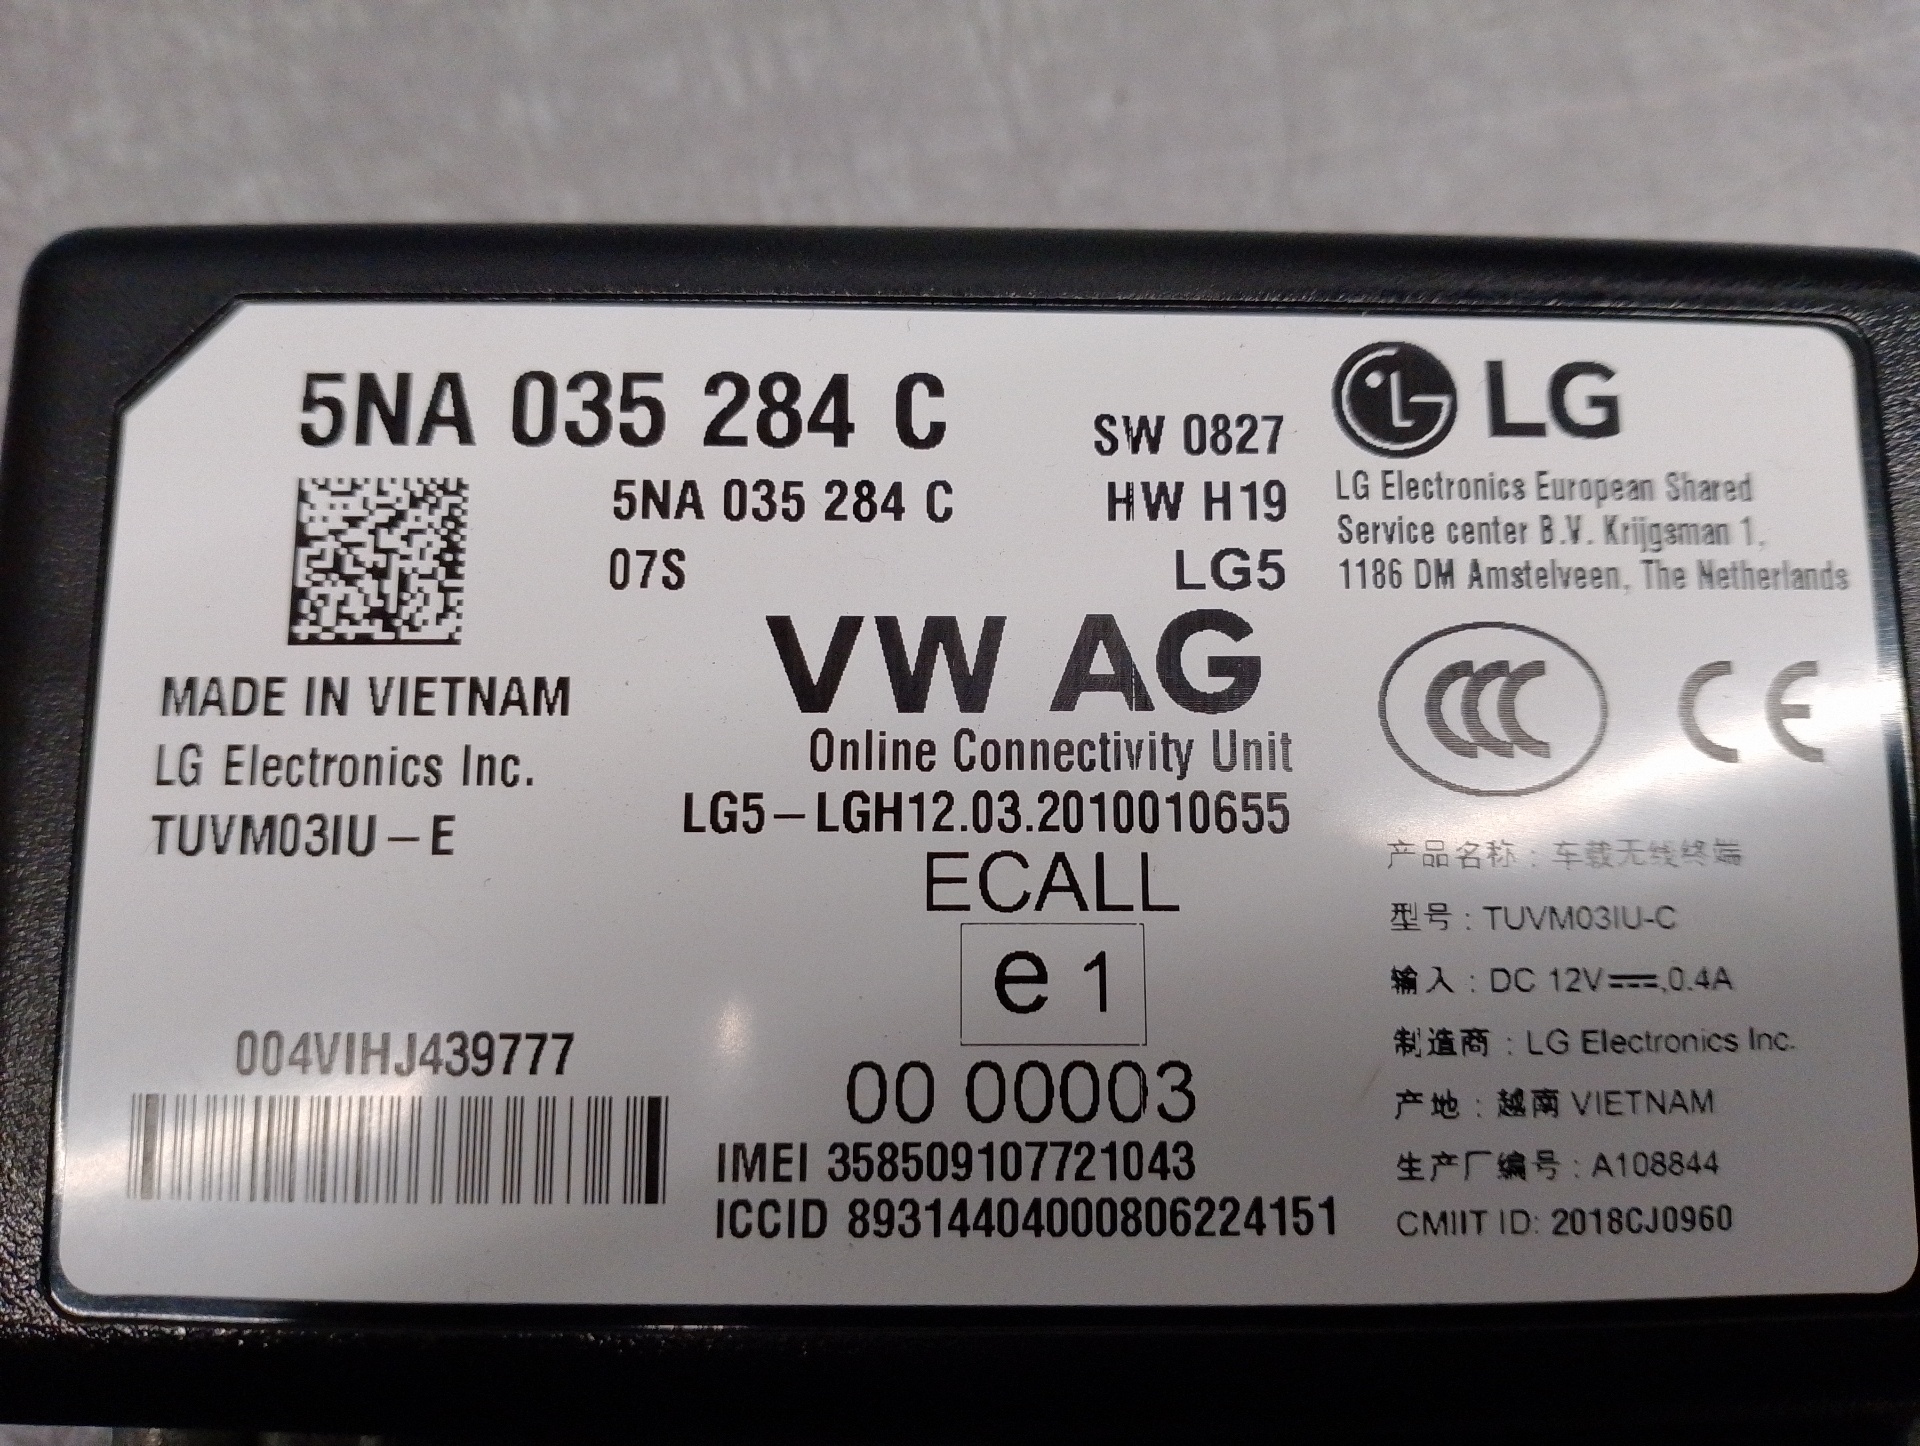 5NA 035 284 C
5NA 035 284 C
07S
SW 0827
HW H19
LG5
LG
LG Electronics European Shared
Service center B.V. Krijgsman 1,
1186 DM Amstelveen, The Netherlands
MADE IN VIETNAM
LG Electronics Inc.
TUVM03IU-E
VW AG
Online Connectivity Unit
LG5-LGH12.03.2010010655
ECALL
e1
00 00003
IMEI 358509107721043
ICCID 89314404000806224151
004VIHJ439777
CCC
CE
产品名称：车载无线终端
型号：TUVM03IU-C
输入：DC 12V⎓,0.4A
制造商：LG Electronics Inc.
产地：越南 VIETNAM
生产厂编号：A108844
CMIIT ID: 2018CJ0960